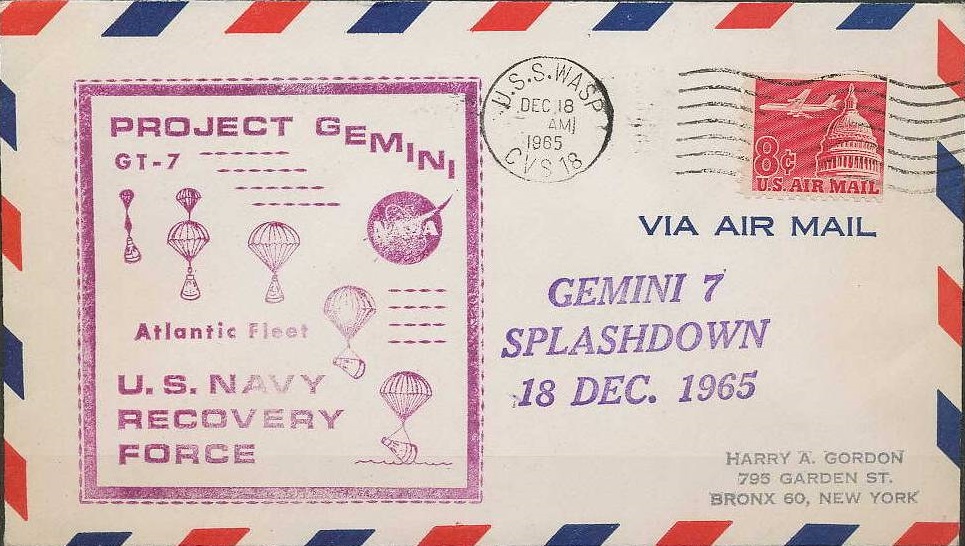 PROJECT GEMINI
GT-7
NASA
Atlantic Fleet
U.S. NAVY
RECOVERY
FORCE
U.S.S. WASP
DEC 18
AM
1965
CVS 18
8¢
U.S. AIR MAIL
VIA AIR MAIL
GEMINI 7
SPLASHDOWN
18 DEC. 1965
HARRY A. GORDON
795 GARDEN ST.
BRONX 60, NEW YORK